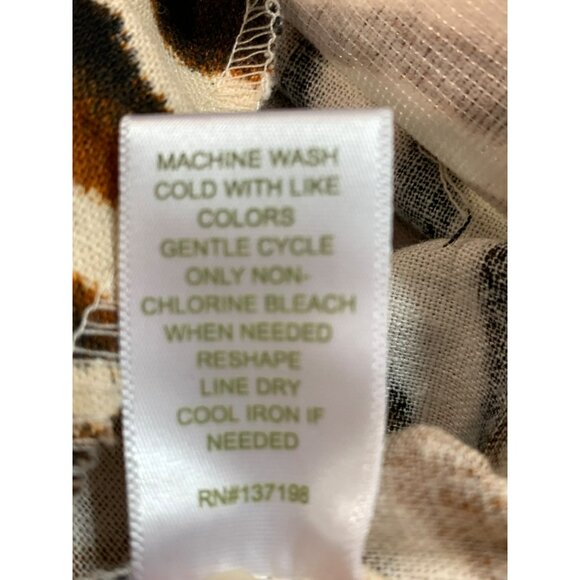 MACHINE WASH
COLD WITH LIKE
COLORS
GENTLE CYCLE
ONLY NON-
CHLORINE BLEACH
WHEN NEEDED
RESHAPE
LINE DRY
COOL IRON IF
NEEDED
RN#137198